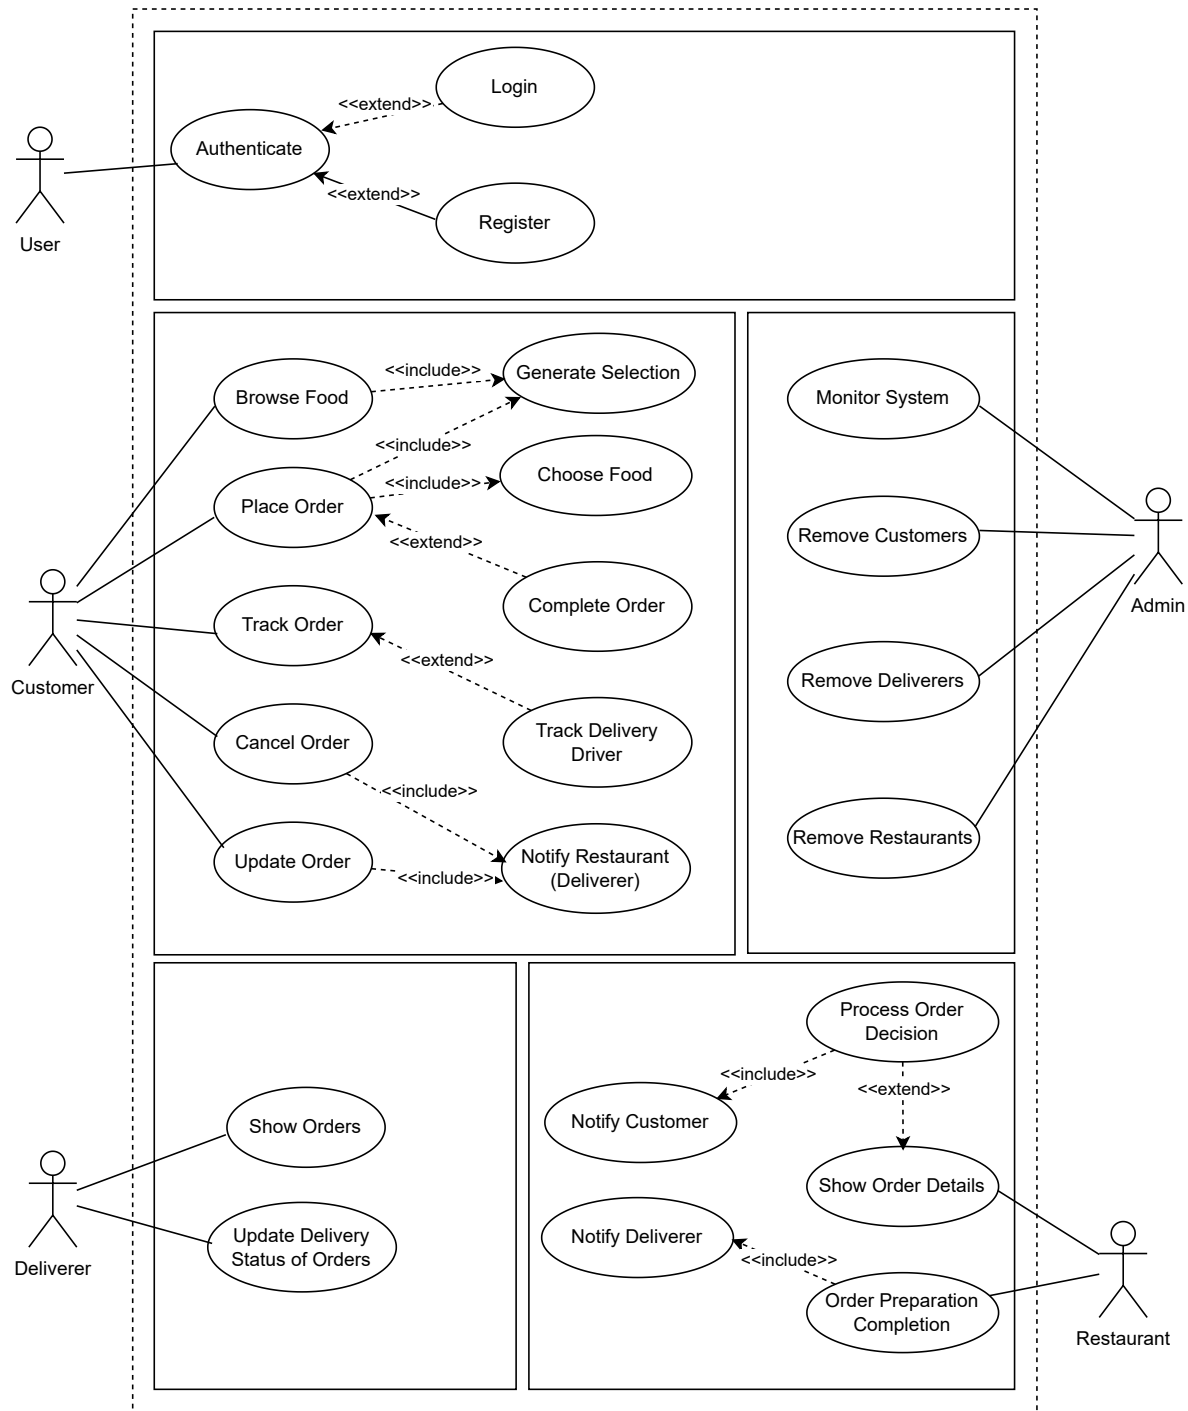 Login
<<extend>>
Authenticate
<<extend>>
Register
User
Browse Food
<<include>>
Generate Selection
<<include>>
Place Order
<<include>>
Choose Food
<<extend>>
Complete Order
Track Order
<<extend>>
Track Delivery
Driver
Customer
Cancel Order
<<include>>
Update Order
<<include>>
Notify Restaurant
(Deliverer)
Monitor System
Remove Customers
Admin
Remove Deliverers
Remove Restaurants
Show Orders
Update Delivery
Status of Orders
Deliverer
Process Order
Decision
<<include>>
<<extend>>
Notify Customer
Show Order Details
Notify Deliverer
<<include>>
Order Preparation
Completion
Restaurant